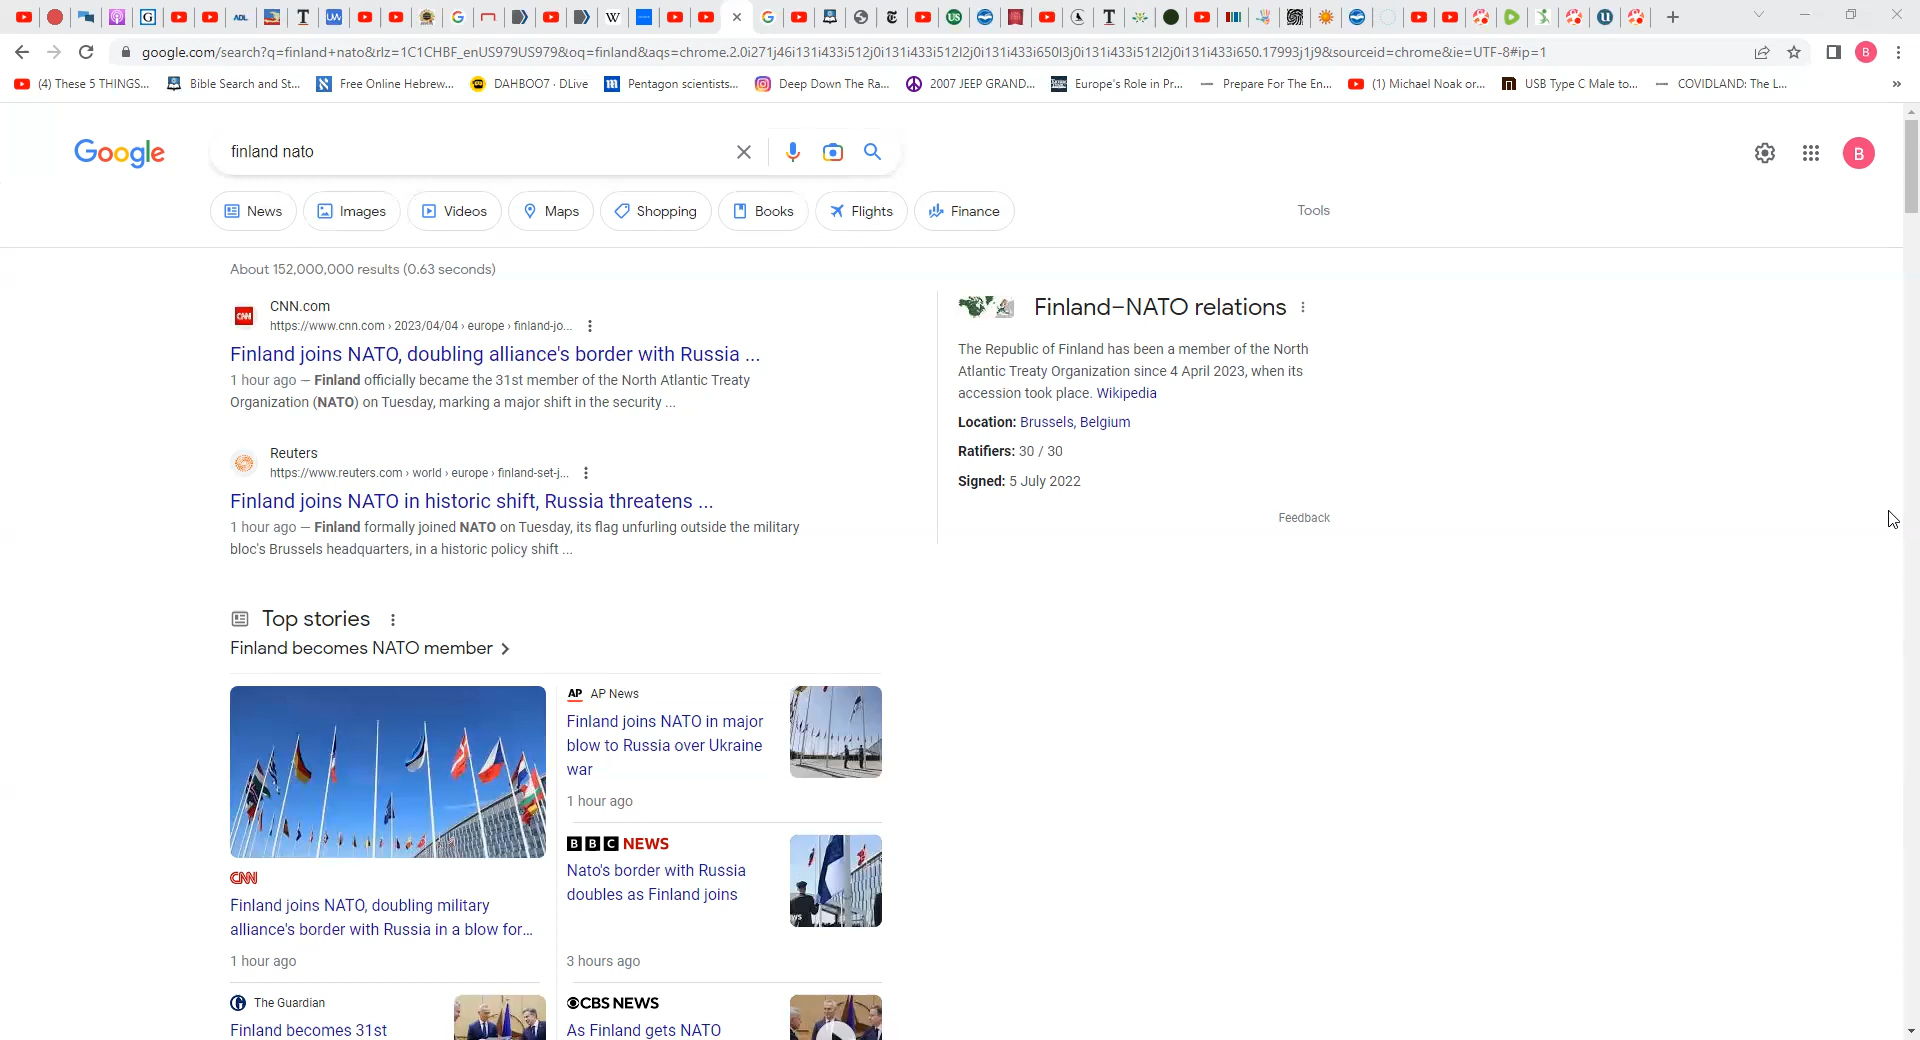 google.com/search?q=finland+nato&rlz=1C1CHBF_enUS979US979&oq=finland&aqs=chrome.2.0i271j46i131i433i512j0i131i433i512l2j0i131i433i650l3j0i131i433i512l2j0i131i433i650.17993j1j9&sourceid=chrome&ie=UTF-8#ip=1
B
(4) These 5 THINGS...
Bible Search and St...
Free Online Hebrew...
DAHBOO7 · DLive
Pentagon scientists...
Deep Down The Ra...
2007 JEEP GRAND...
Europe's Role in Pr...
Prepare For The En...
(1) Michael Noak or...
USB Type C Male to...
COVIDLAND: The L...
Google
finland nato
B
News
Images
Videos
Maps
Shopping
Books
Flights
Finance
Tools
About 152,000,000 results (0.63 seconds)
CNN
CNN.com
https://www.cnn.com › 2023/04/04 › europe › finland-jo...
Finland joins NATO, doubling alliance's border with Russia ...
1 hour ago — Finland officially became the 31st member of the North Atlantic Treaty
Organization (NATO) on Tuesday, marking a major shift in the security ...
Reuters
https://www.reuters.com › world › europe › finland-set-j...
Finland joins NATO in historic shift, Russia threatens ...
1 hour ago — Finland formally joined NATO on Tuesday, its flag unfurling outside the military
bloc's Brussels headquarters, in a historic policy shift ...
Finland–NATO relations
The Republic of Finland has been a member of the North
Atlantic Treaty Organization since 4 April 2023, when its
accession took place. Wikipedia
Location: Brussels, Belgium
Ratifiers: 30 / 30
Signed: 5 July 2022
Feedback
Top stories
Finland becomes NATO member
CNN
Finland joins NATO, doubling military
alliance's border with Russia in a blow for...
1 hour ago
The Guardian
Finland becomes 31st
AP AP News
Finland joins NATO in major
blow to Russia over Ukraine
war
1 hour ago
BBC NEWS
Nato's border with Russia
doubles as Finland joins
3 hours ago
CBS NEWS
As Finland gets NATO